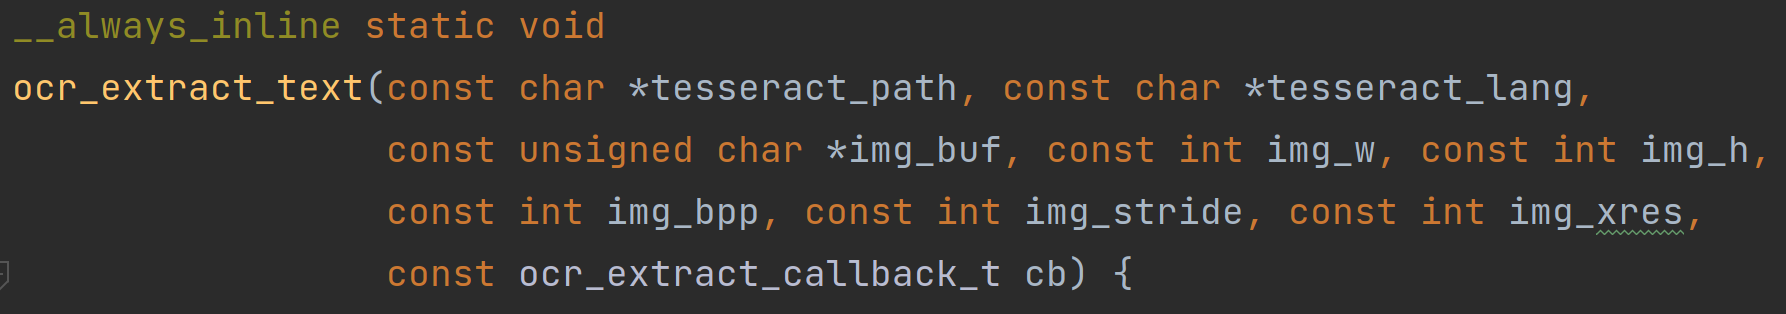 __always_inline static void
ocr_extract_text(const char *tesseract_path, const char *tesseract_lang,
const unsigned char *img_buf, const int img_w, const int img_h,
const int img_bpp, const int img_stride, const int img_xres,
const ocr_extract_callback_t cb) {